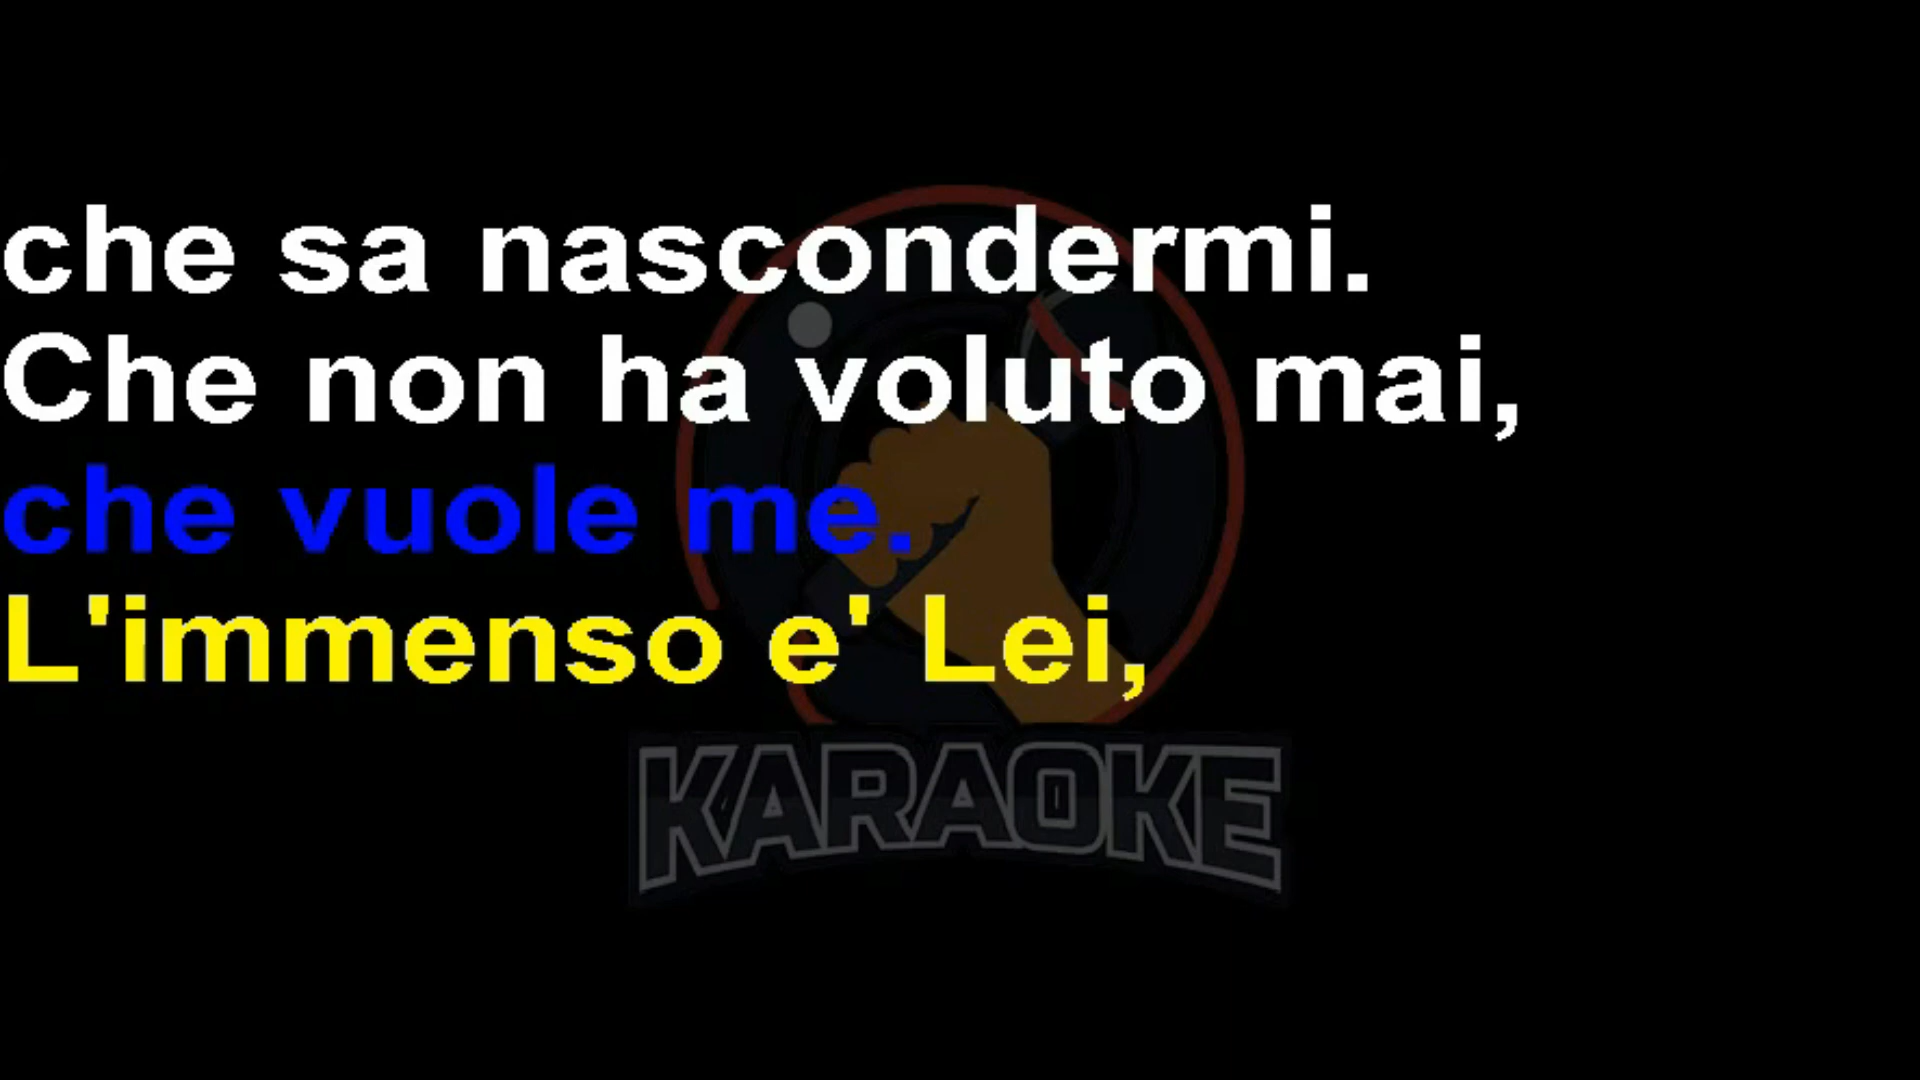 che sa nascondermi.
Che non ha voluto mai,
che vuole me.
L'immenso e' Lei,
KARAOKE